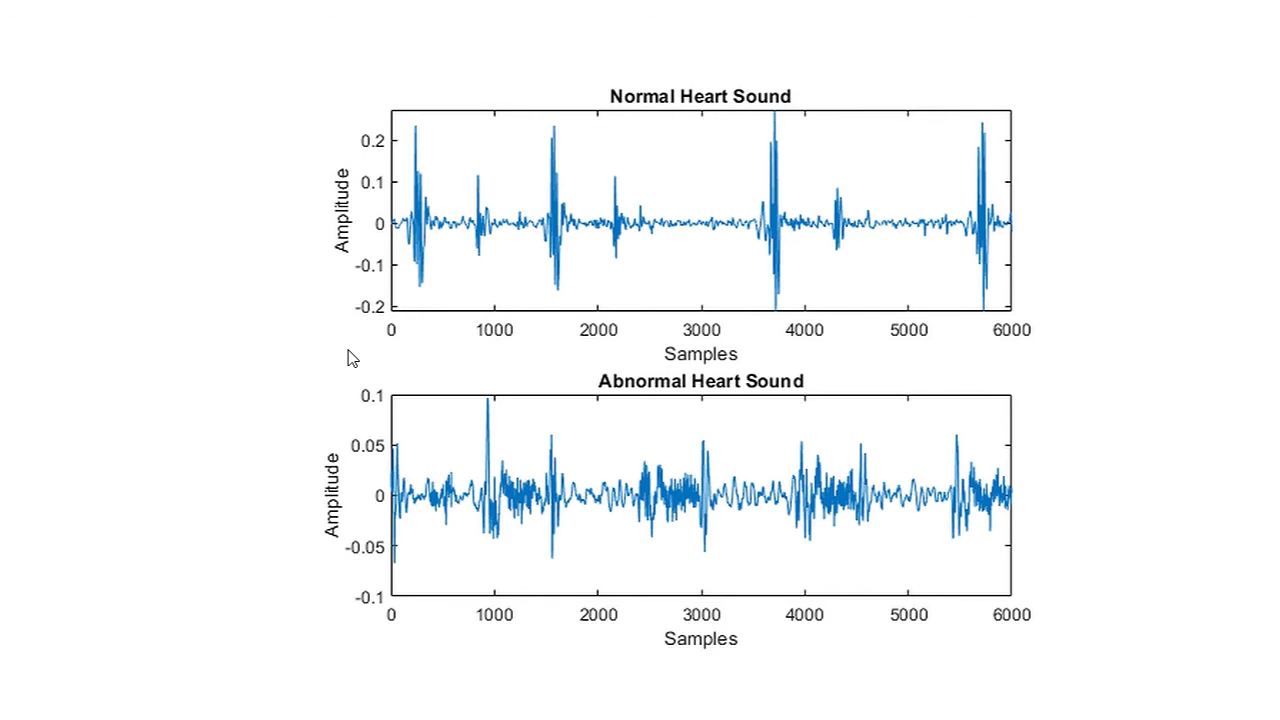 Normal Heart Sound
0.2
0.1
0
-0.1
-0.2
Amplitude
0 1000 2000 3000 4000 5000 6000
Samples
Abnormal Heart Sound
0.1
0.05
0
-0.05
-0.1
Amplitude
0 1000 2000 3000 4000 5000 6000
Samples